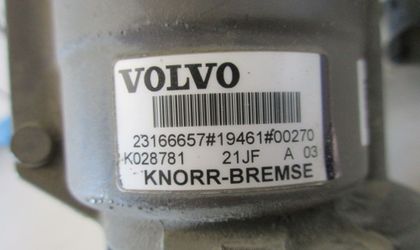 VOLVO
23166657#19461#00270
K028781 21JF A 03
KNORR-BREMSE